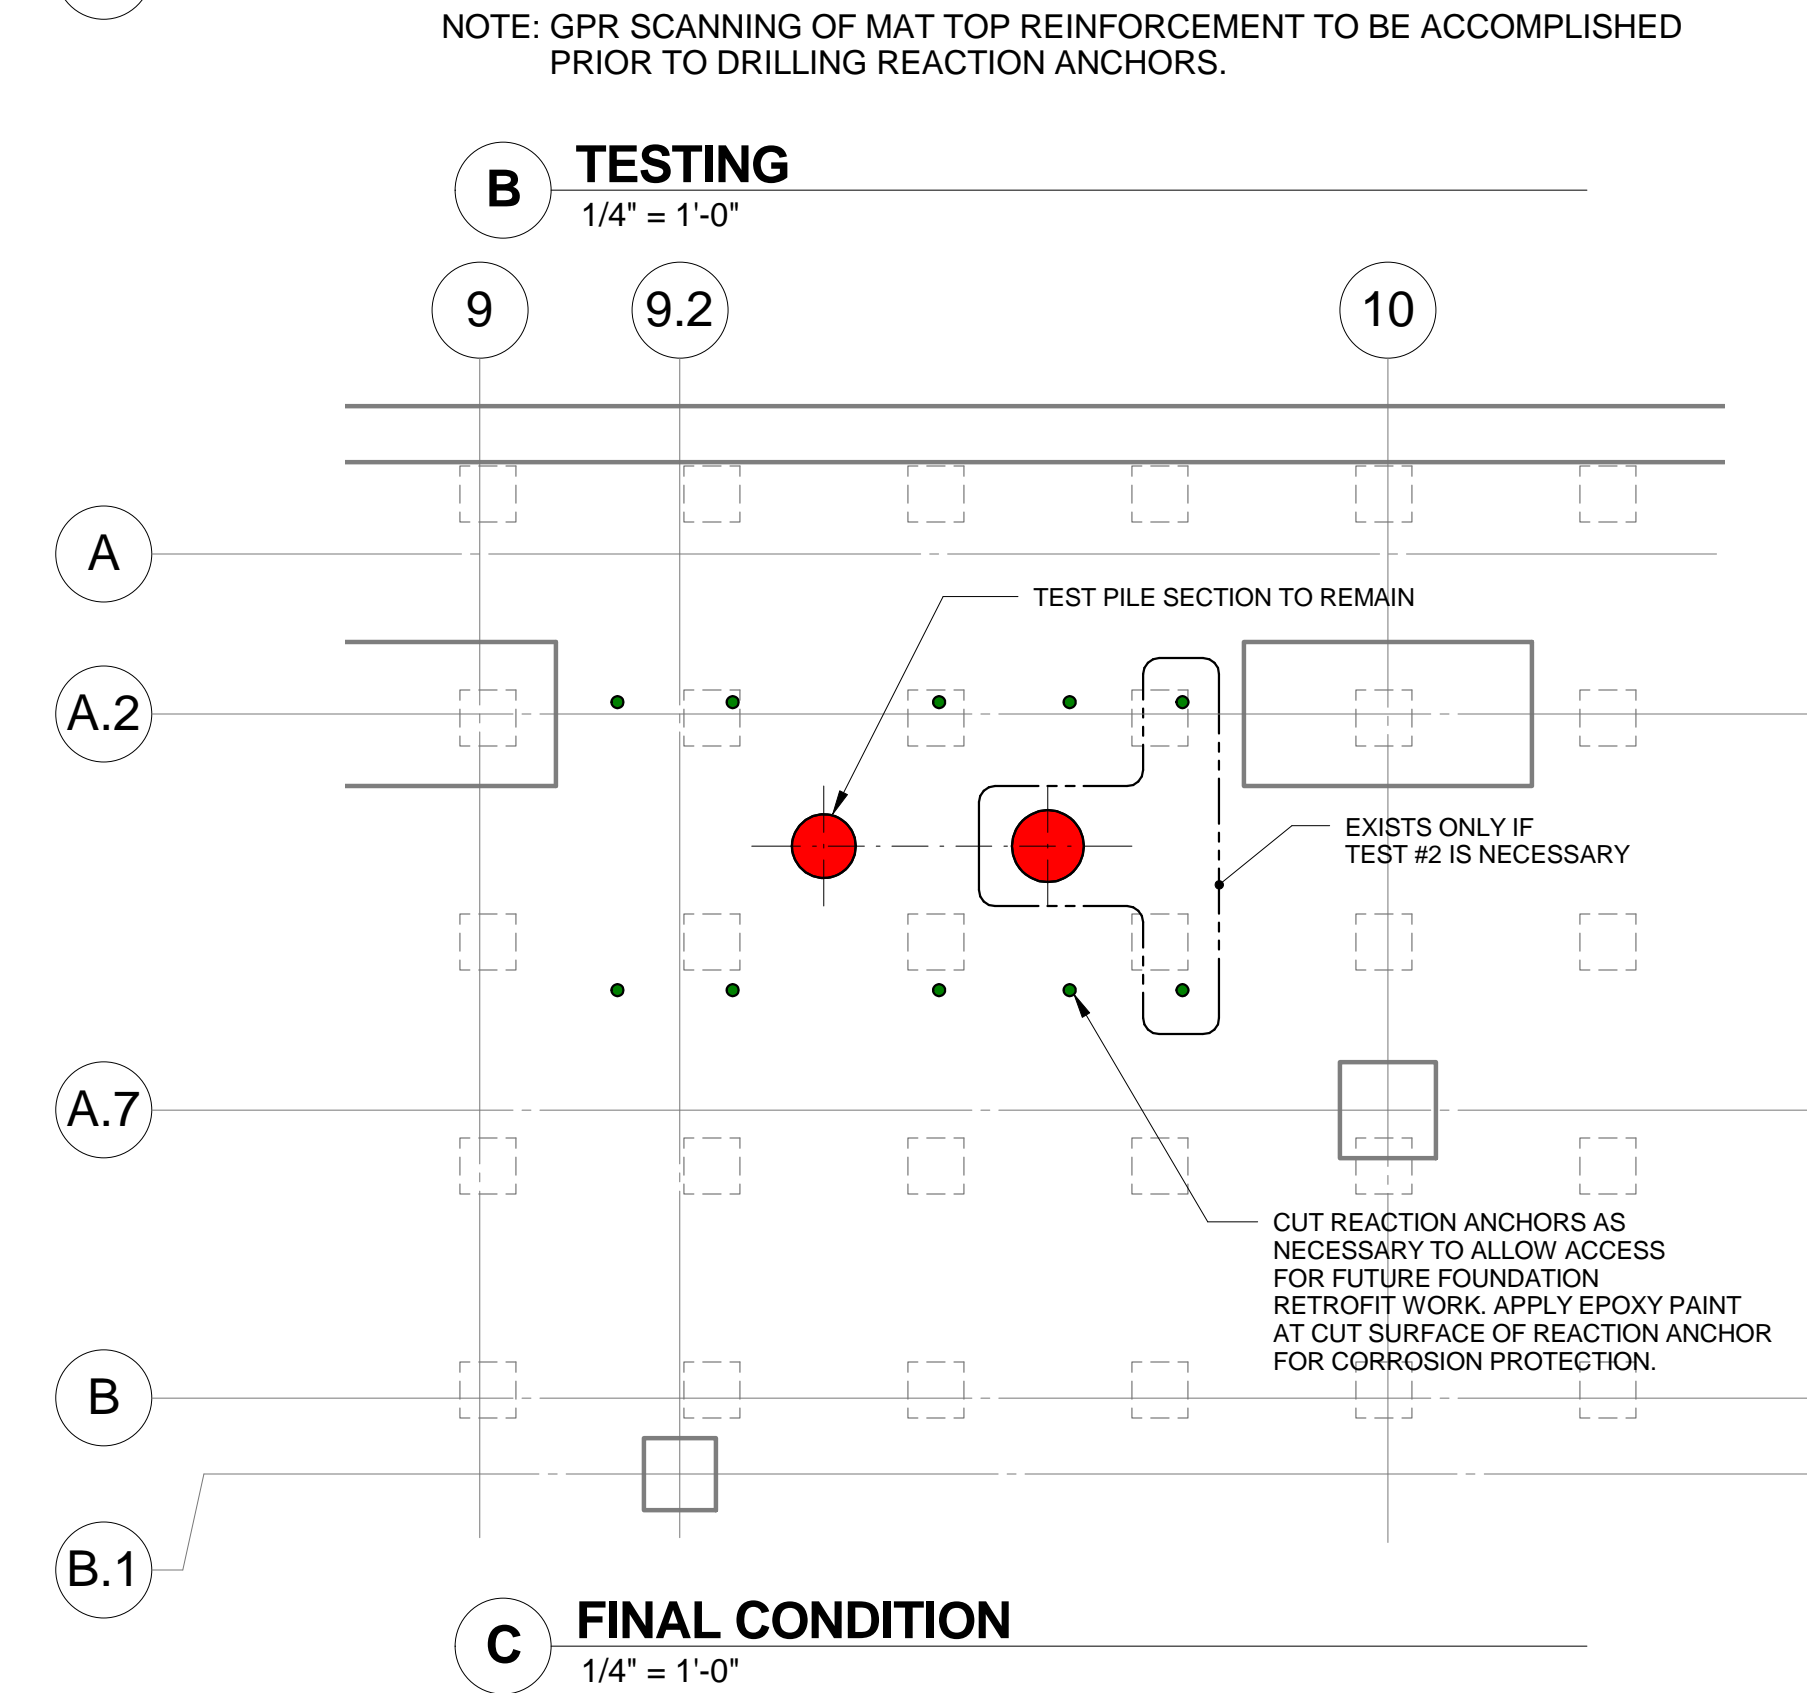 NOTE: GPR SCANNING OF MAT TOP REINFORCEMENT TO BE ACCOMPLISHED
PRIOR TO DRILLING REACTION ANCHORS.
B
TESTING
1/4" = 1'-0"
9
9.2
10
A
TEST PILE SECTION TO REMAIN
A.2
EXISTS ONLY IF
TEST #2 IS NECESSARY
A.7
CUT REACTION ANCHORS AS
NECESSARY TO ALLOW ACCESS
FOR FUTURE FOUNDATION
RETROFIT WORK. APPLY EPOXY PAINT
AT CUT SURFACE OF REACTION ANCHOR
FOR CORROSION PROTECTION.
B
B.1
C
FINAL CONDITION
1/4" = 1'-0"